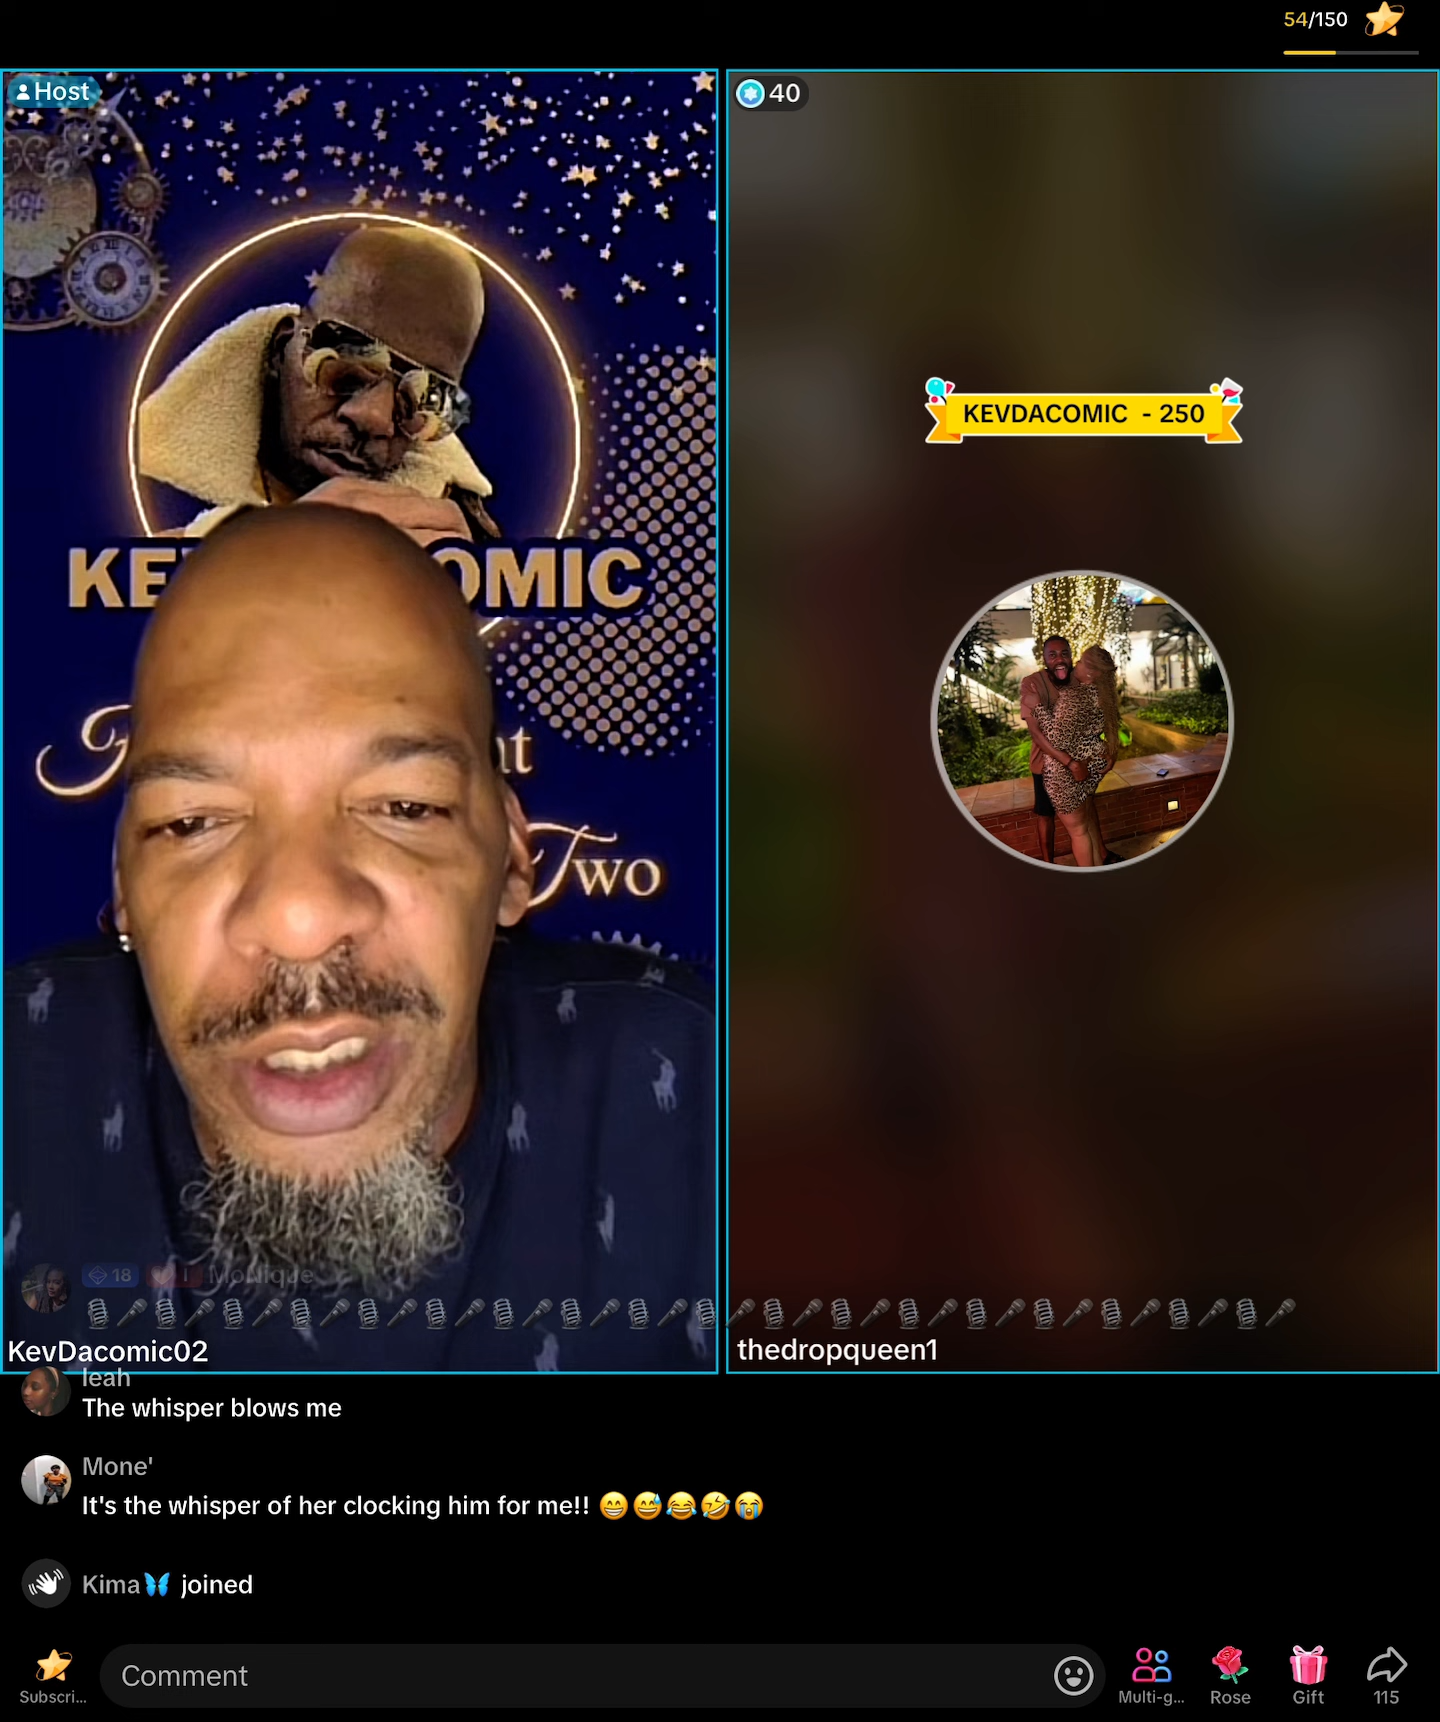 54/150
Host
40
KEVDACOMIC - 250
KE OMIC
Two
18 Monique
KevDacomic02
thedropqueen1
leah
The whisper blows me
Mone'
It's the whisper of her clocking him for me!! 😁😅😂🤣😭
Kima🦋 joined
Subscri...
Comment
Multi-g...
Rose
Gift
115